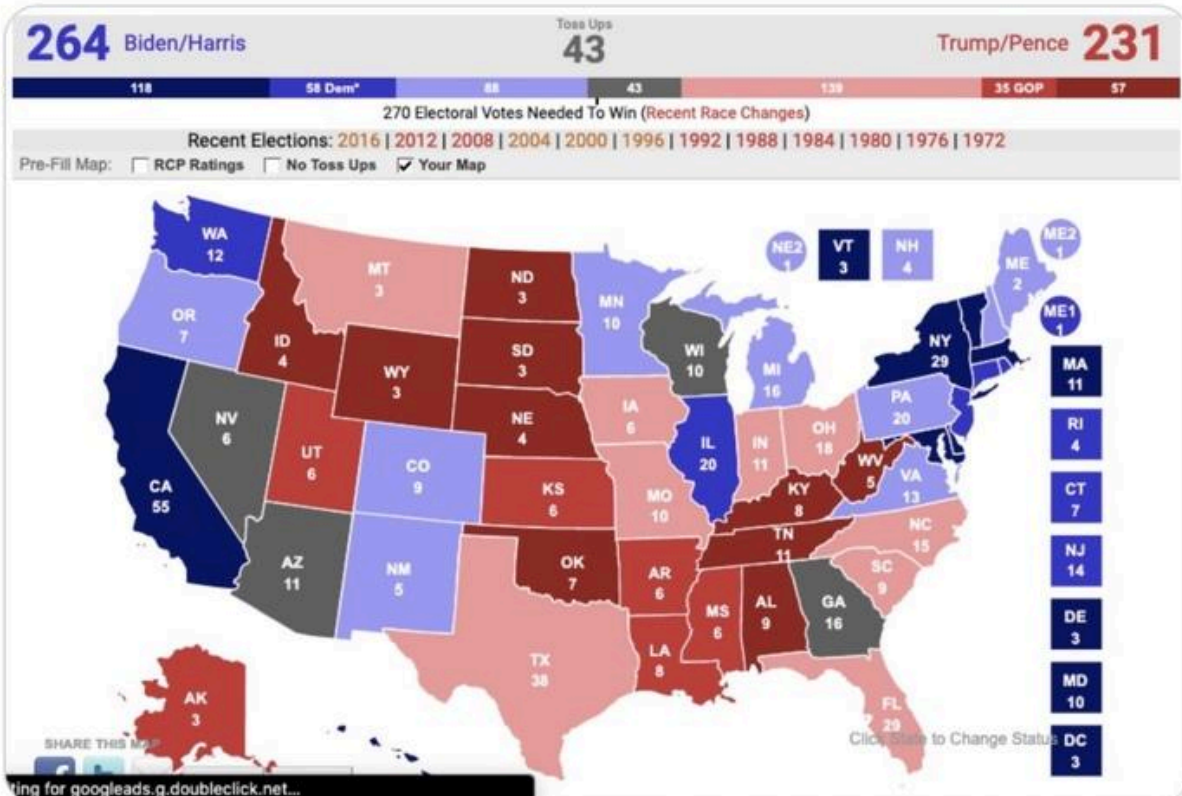 264 Biden/Harris
Toss Ups
43
Trump/Pence 231
118 58 Dem* 88 43 139 35 GOP 57
270 Electoral Votes Needed To Win (Recent Race Changes)
Recent Elections: 2016 | 2012 | 2008 | 2004 | 2000 | 1996 | 1992 | 1988 | 1984 | 1980 | 1976 | 1972
Pre-Fill Map: RCP Ratings No Toss Ups Your Map
WA
12
OR
7
CA
55
NV
6
ID
4
MT
3
WY
3
UT
6
AZ
11
CO
9
NM
5
ND
3
SD
3
NE
4
KS
6
OK
7
TX
38
MN
10
IA
6
MO
10
AR
6
LA
8
WI
10
IL
20
MI
16
IN
11
OH
18
KY
8
TN
11
MS
6
AL
9
GA
16
FL
29
SC
9
NC
15
VA
13
WV
5
PA
20
NY
29
ME
2
NE2
1
VT
3
NH
4
ME2
1
ME1
1
MA
11
RI
4
CT
7
NJ
14
DE
3
MD
10
DC
3
AK
3
SHARE THIS MAP
Click State to Change Status
ting for googleads.g.doubleclick.net...